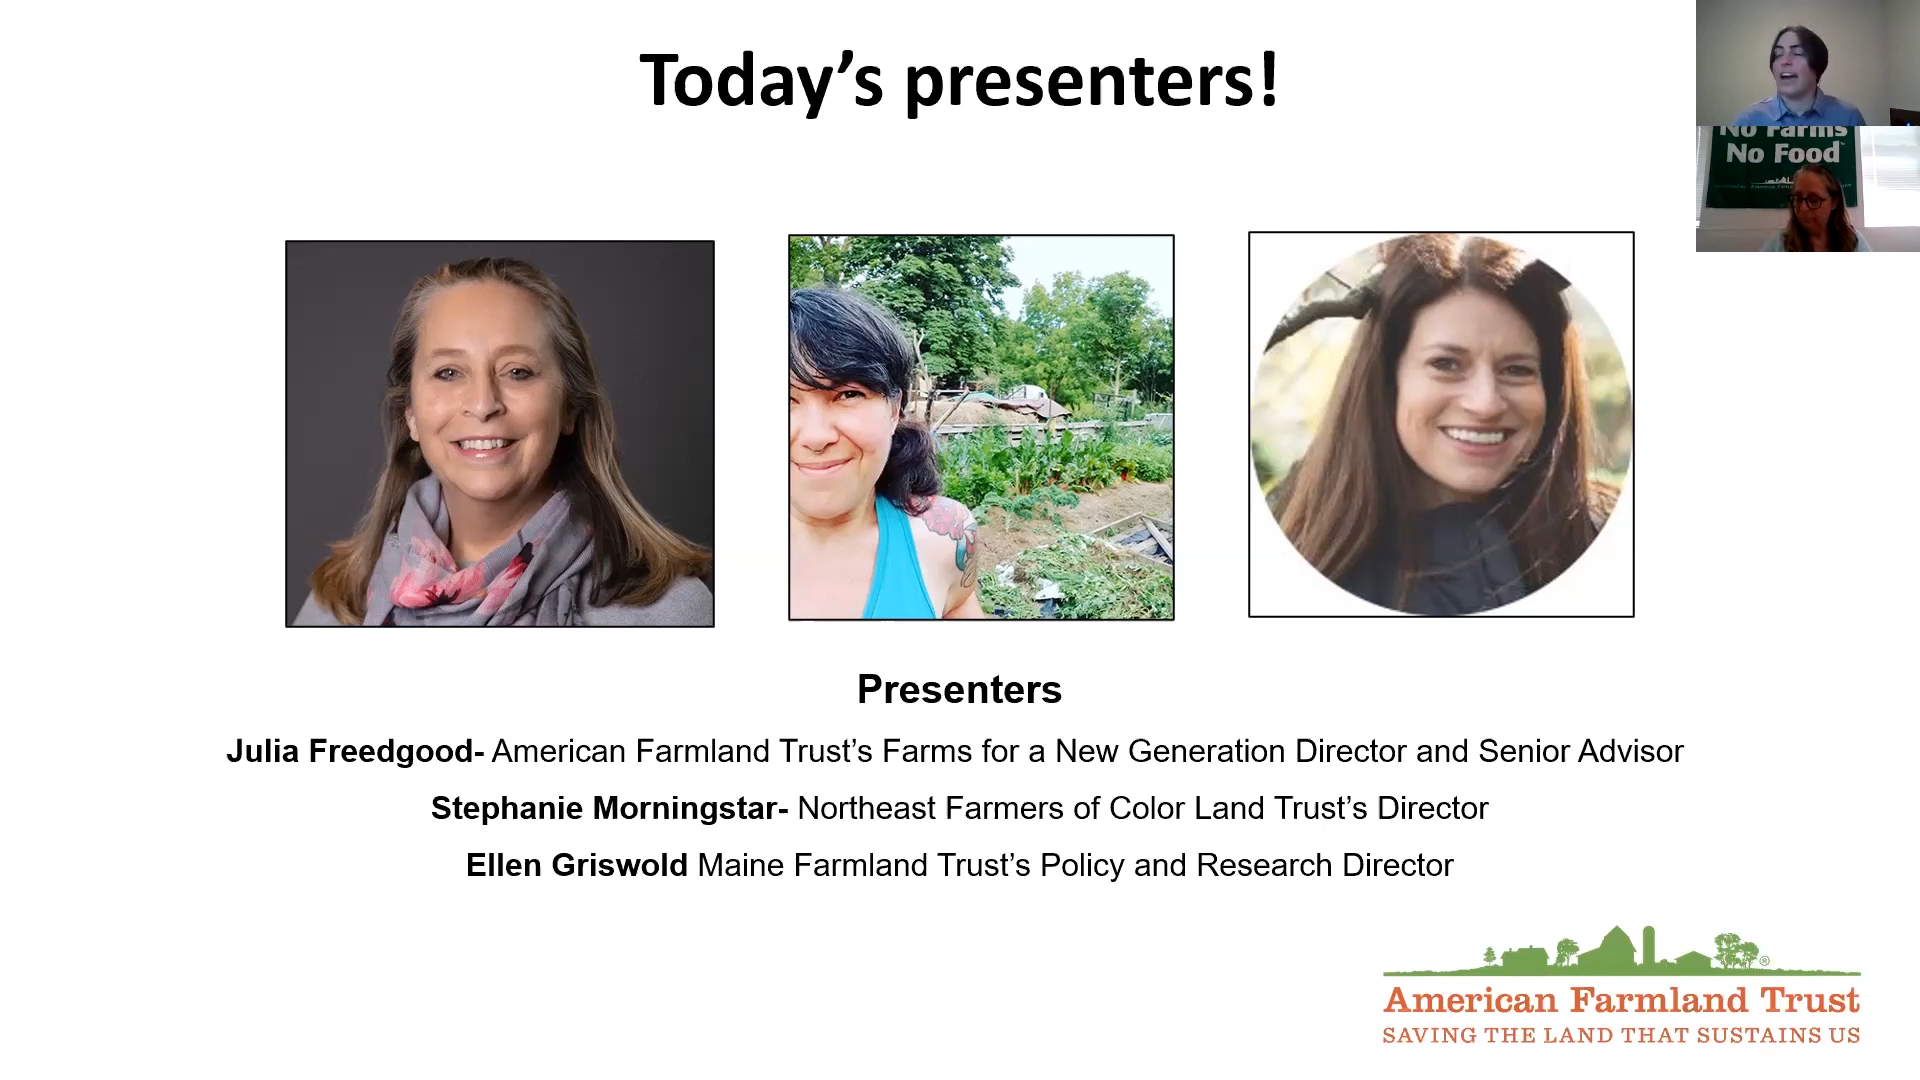 Today’s presenters!
No Farms
No Food
Presenters
Julia Freedgood- American Farmland Trust’s Farms for a New Generation Director and Senior Advisor
Stephanie Morningstar- Northeast Farmers of Color Land Trust’s Director
Ellen Griswold Maine Farmland Trust’s Policy and Research Director
®
American Farmland Trust
SAVING THE LAND THAT SUSTAINS US